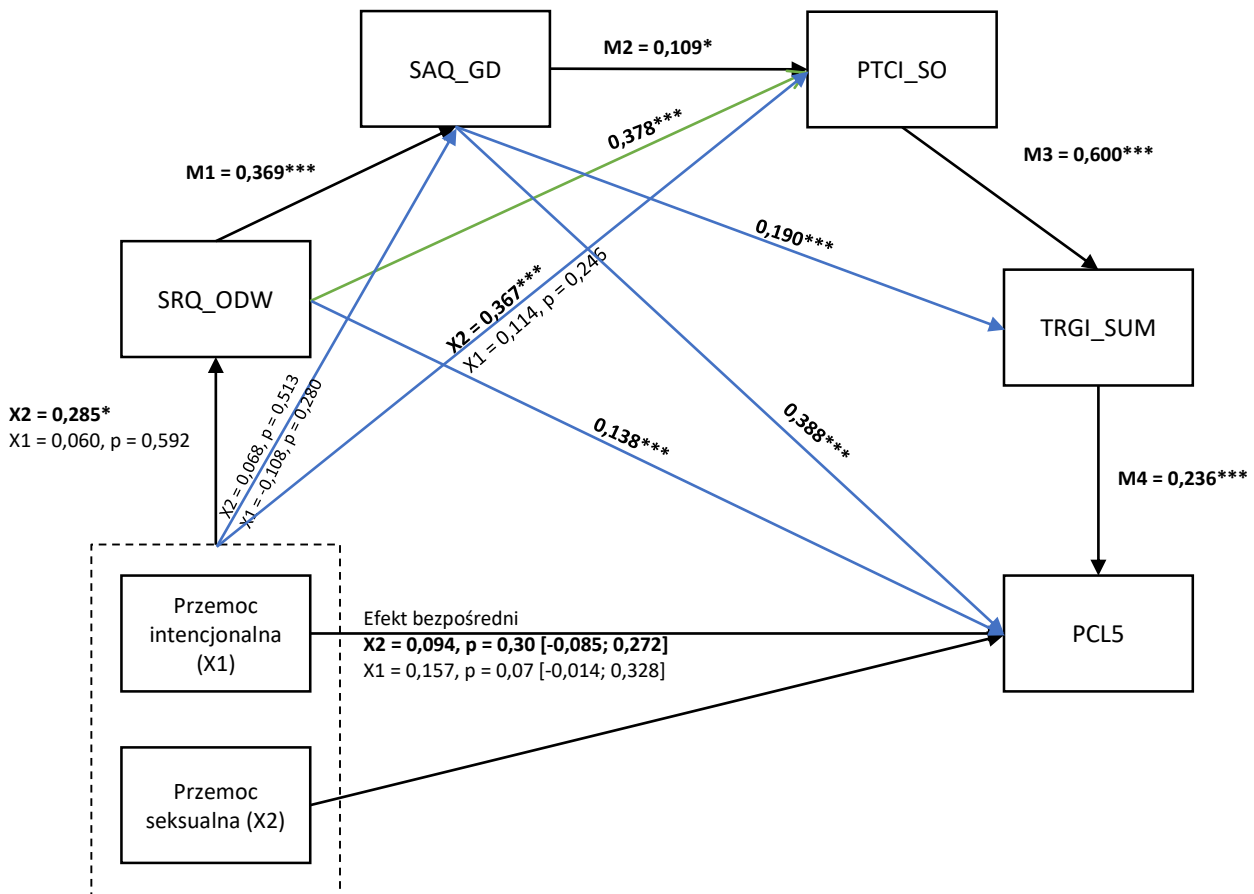 M2 = 0,109*
SAQ_GD
PTCI_SO
0,378***
M3 = 0,600***
M1 = 0,369***
0,190***
SRQ_ODW
X2 = 0,367***
X1 = 0,114, p = 0,246
TRGI_SUM
X2 = 0,285*
X1 = 0,060, p = 0,592
X2 = 0,068, p = 0,513
X1 = -0,108, p = 0,280
0,138***
0,388***
M4 = 0,236***
Przemoc
intencjonalna
(X1)
Efekt bezpośredni
X2 = 0,094, p = 0,30 [-0,085; 0,272]
X1 = 0,157, p = 0,07 [-0,014; 0,328]
PCL5
Przemoc
seksualna (X2)